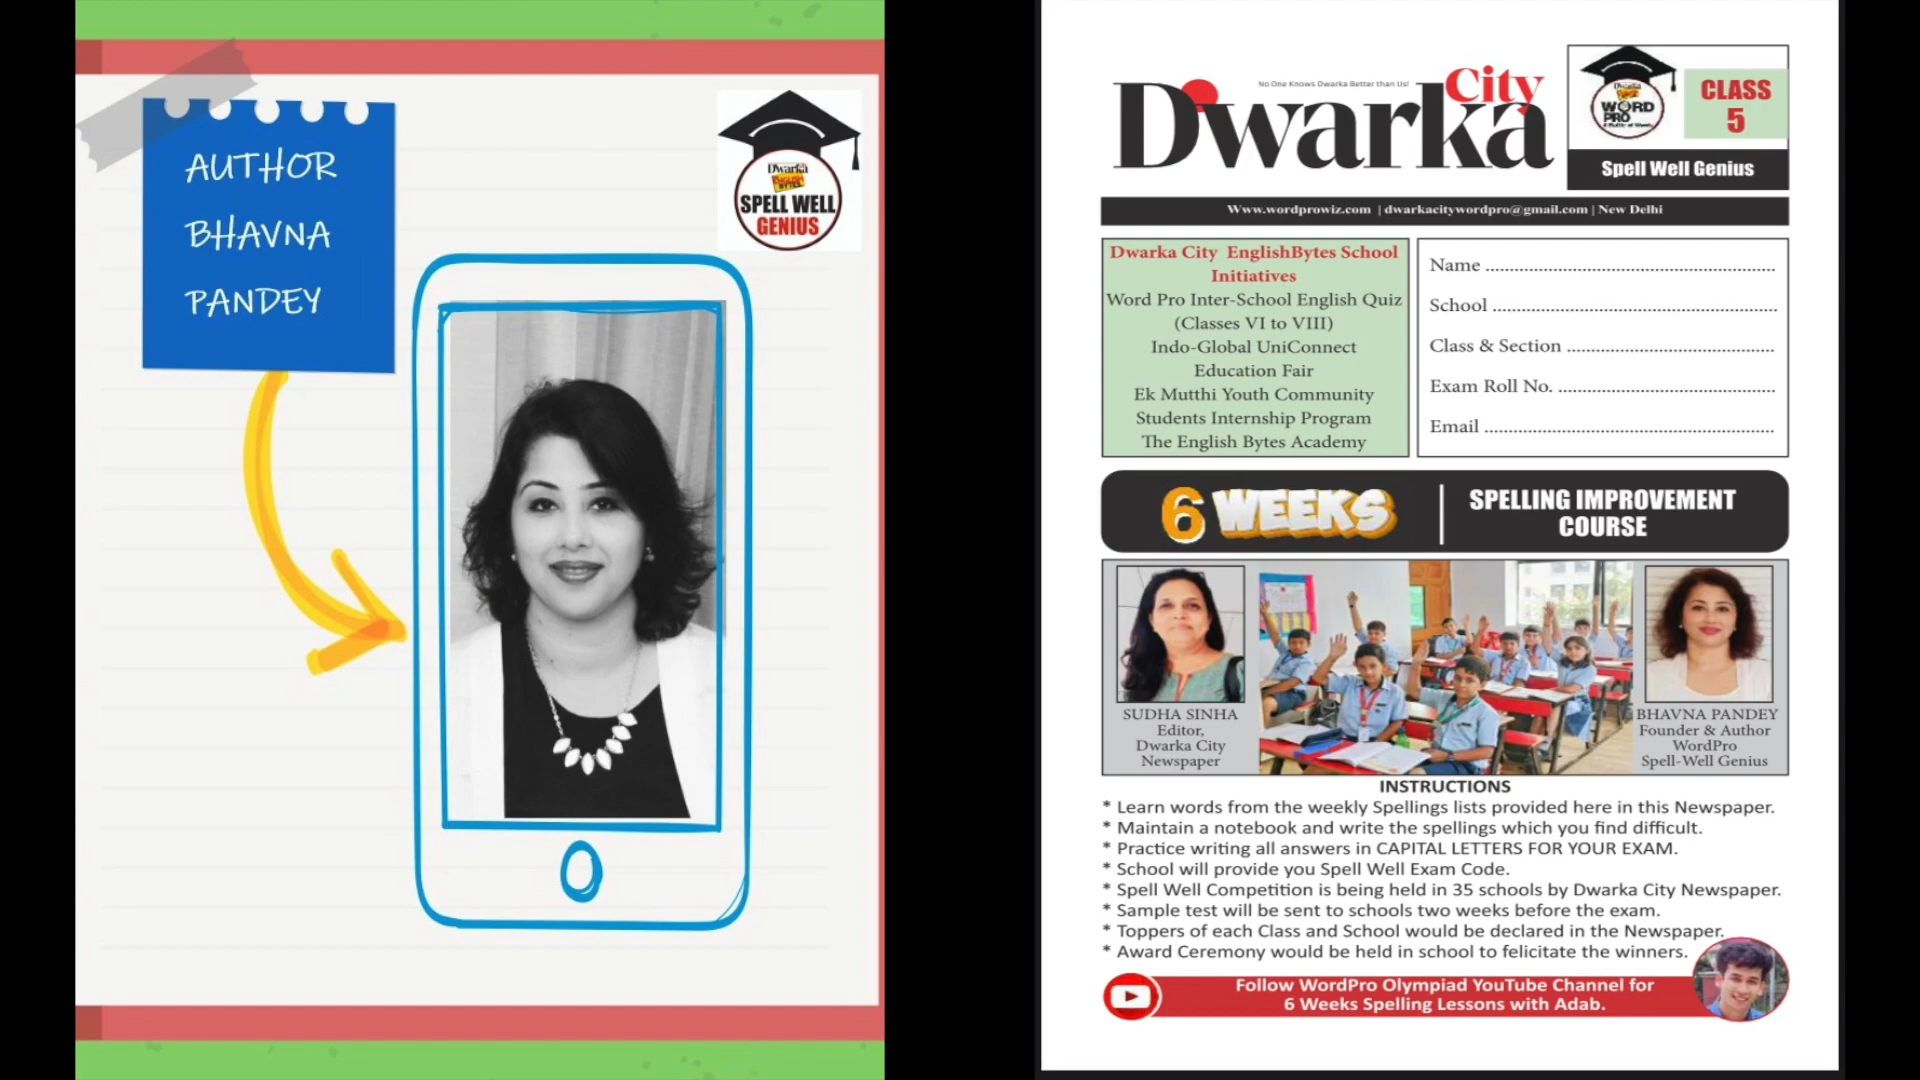 AUTHOR
BHAVNA
PANDEY
Dwarka
ENGLISH
BYTES
SPELL WELL
GENIUS
No One Knows Dwarka Better than Us!
Dwarka
City
Dwarka
WORD
PRO
CLASS
5
Spell Well Genius
Www.wordprowiz.com | dwarkacitywordpro@gmail.com | New Delhi
Dwarka City EnglishBytes School
Initiatives
Word Pro Inter-School English Quiz
(Classes VI to VIII)
Indo-Global UniConnect
Education Fair
Ek Mutthi Youth Community
Students Internship Program
The English Bytes Academy
Name ................................................
School ................................................
Class & Section ...................................
Exam Roll No. .....................................
Email .................................................
6 WEEKS
SPELLING IMPROVEMENT
COURSE
SUDHA SINHA
Editor,
Dwarka City
Newspaper
BHAVNA PANDEY
Founder & Author
WordPro
Spell-Well Genius
INSTRUCTIONS
* Learn words from the weekly Spellings lists provided here in this Newspaper.
* Maintain a notebook and write the spellings which you find difficult.
* Practice writing all answers in CAPITAL LETTERS FOR YOUR EXAM.
* School will provide you Spell Well Exam Code.
* Spell Well Competition is being held in 35 schools by Dwarka City Newspaper.
* Sample test will be sent to schools two weeks before the exam.
* Toppers of each Class and School would be declared in the Newspaper.
* Award Ceremony would be held in school to felicitate the winners.
Follow WordPro Olympiad YouTube Channel for
6 Weeks Spelling Lessons with Adab.